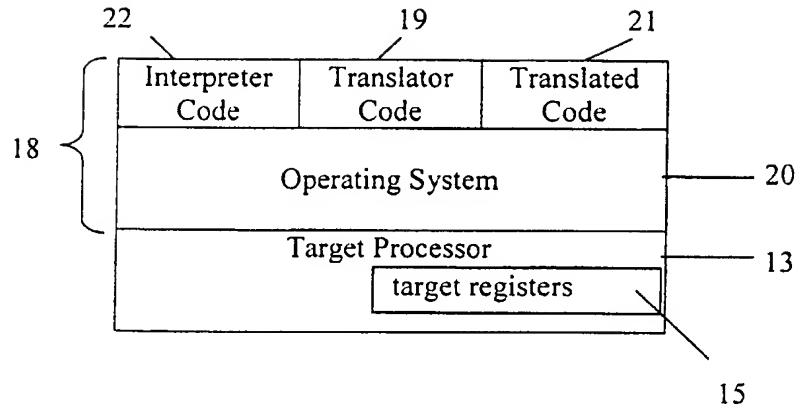 22 19 21
Interpreter Translator Translated
Code Code Code
18
Operating System 20
Target Processor 13
target registers
15